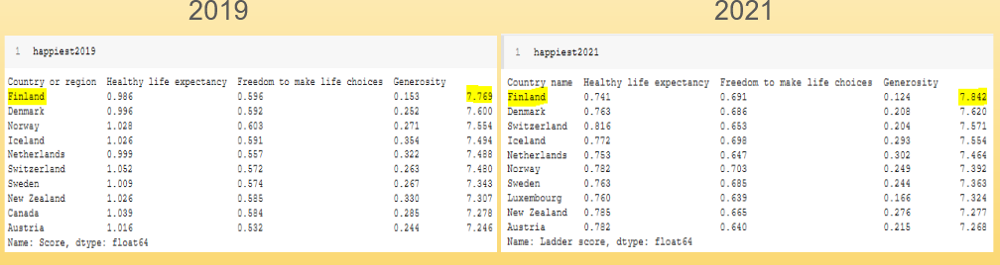 2019
1 happiest2019
Country or region Healthy life expectancy Freedom to make life choices Generosity
Finland 0.986 0.596 0.153 7.769
Denmark 0.996 0.592 0.252 7.600
Norway 1.028 0.603 0.271 7.554
Iceland 1.026 0.591 0.354 7.494
Netherlands 0.999 0.557 0.322 7.488
Switzerland 1.052 0.572 0.263 7.480
Sweden 1.009 0.574 0.267 7.343
New Zealand 1.026 0.585 0.330 7.307
Canada 1.039 0.584 0.285 7.278
Austria 1.016 0.532 0.244 7.246
Name: Score, dtype: float64
2021
1 happiest2021
Country name Healthy life expectancy Freedom to make life choices Generosity
Finland 0.741 0.691 0.124 7.842
Denmark 0.763 0.686 0.208 7.620
Switzerland 0.816 0.653 0.204 7.571
Iceland 0.772 0.698 0.293 7.554
Netherlands 0.753 0.647 0.302 7.464
Norway 0.782 0.703 0.249 7.392
Sweden 0.763 0.685 0.244 7.363
Luxembourg 0.760 0.639 0.166 7.324
New Zealand 0.785 0.665 0.276 7.277
Austria 0.782 0.640 0.215 7.268
Name: Ladder score, dtype: float64